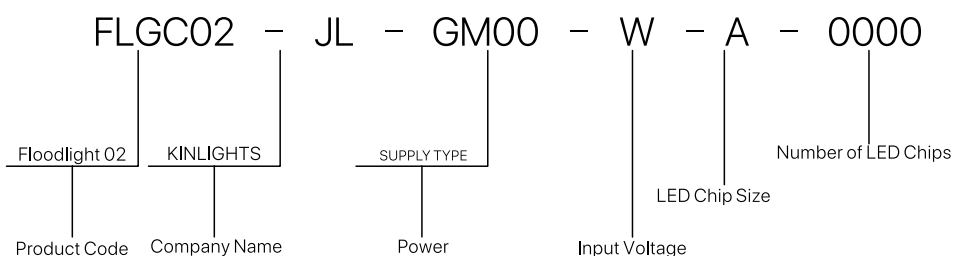 FLGC02 - JL - GM00 - W - A - 0000
Floodlight 02 KINLIGHTS SUPPLY TYPE Number of LED Chips
LED Chip Size
Product Code Company Name Power Input Voltage